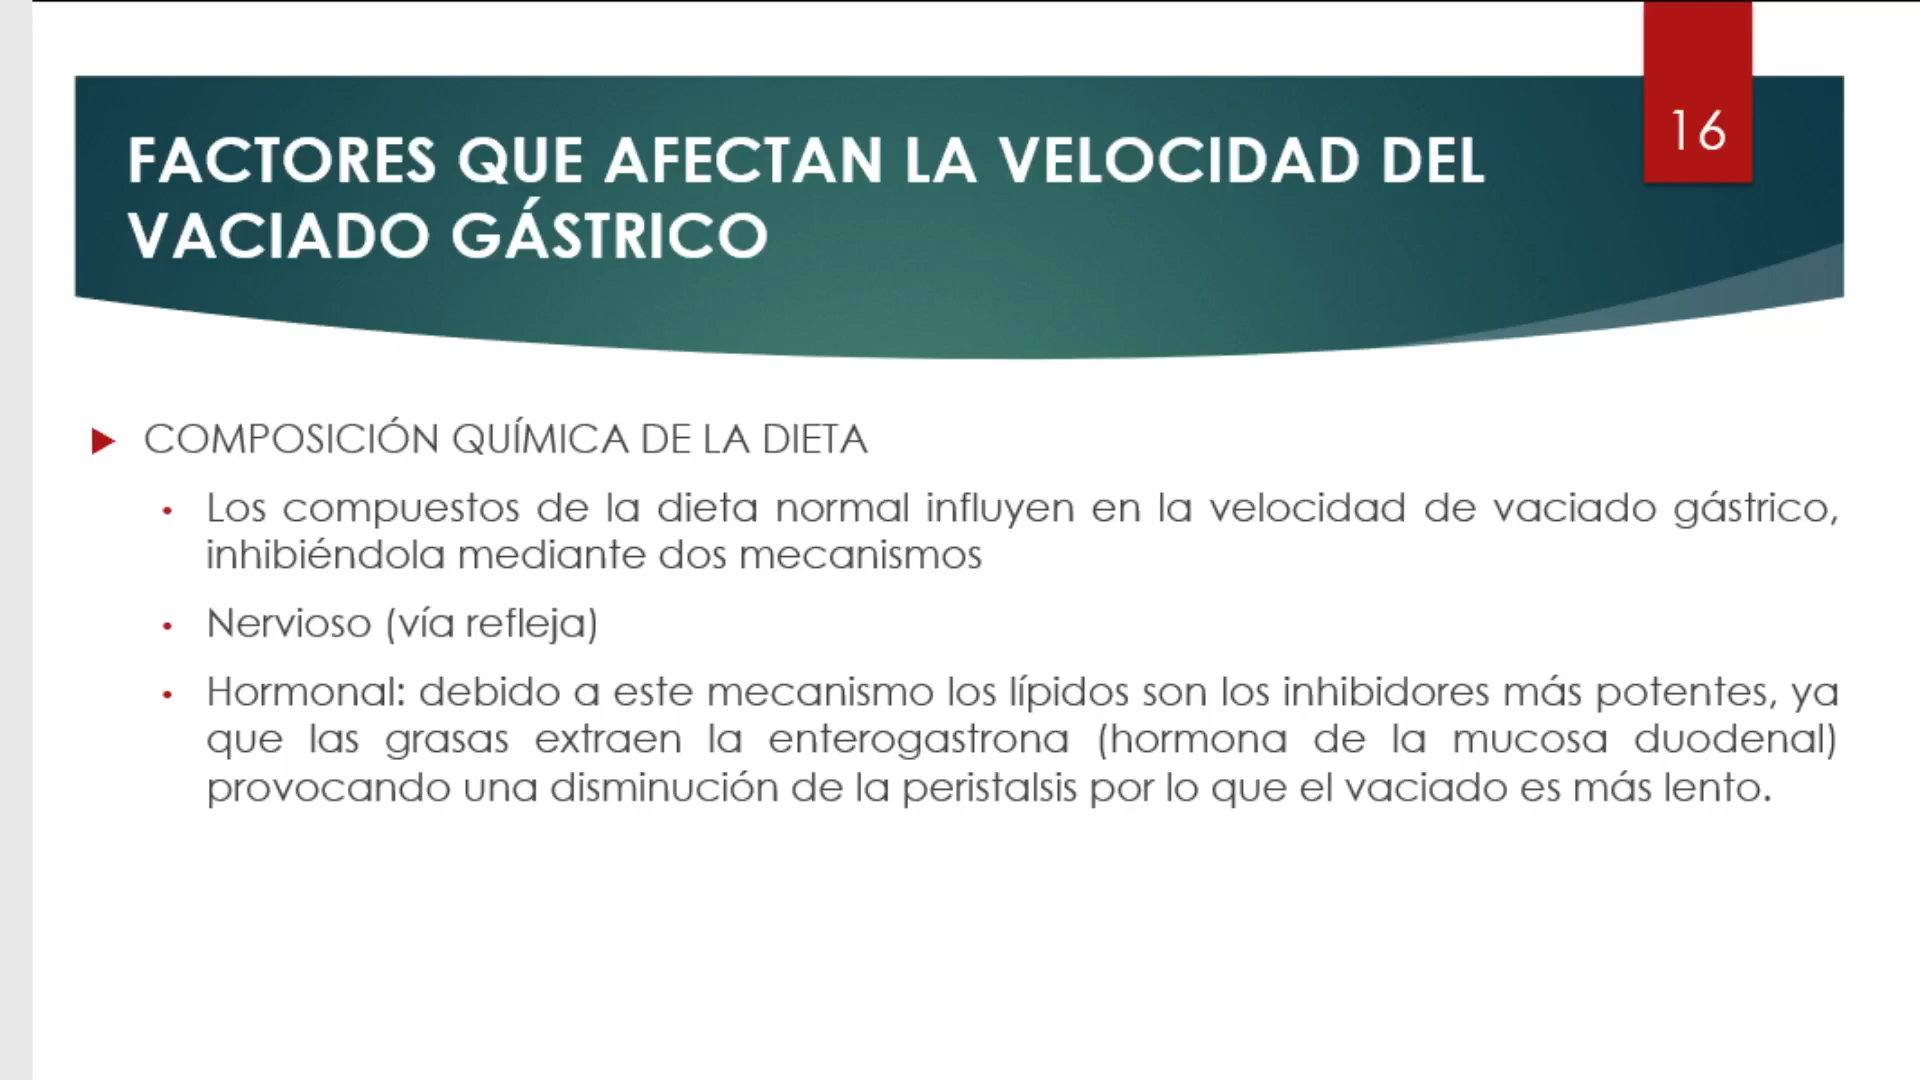 16
FACTORES QUE AFECTAN LA VELOCIDAD DEL
VACIADO GÁSTRICO
COMPOSICIÓN QUÍMICA DE LA DIETA
• Los compuestos de la dieta normal influyen en la velocidad de vaciado gástrico,
inhibiéndola mediante dos mecanismos
• Nervioso (vía refleja)
• Hormonal: debido a este mecanismo los lípidos son los inhibidores más potentes, ya
que las grasas extraen la enterogastrona (hormona de la mucosa duodenal)
provocando una disminución de la peristalsis por lo que el vaciado es más lento.